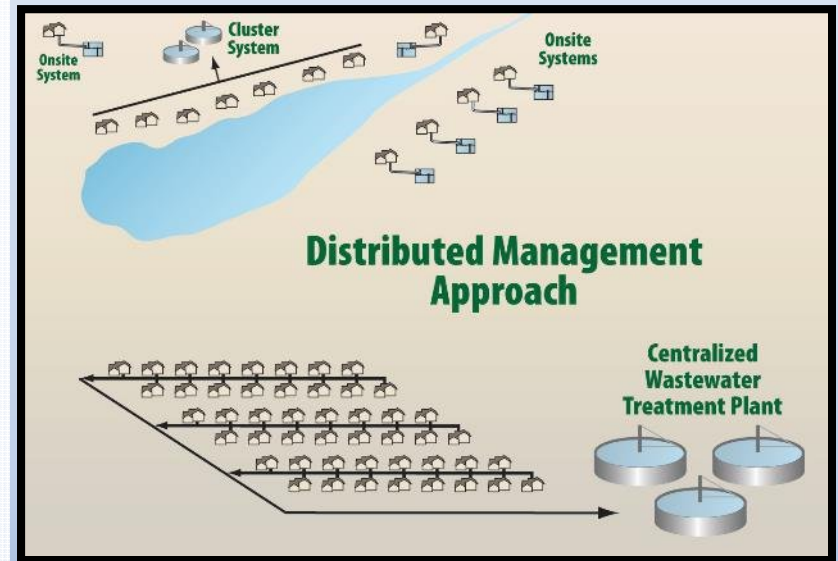 Onsite
System
Cluster
System
Onsite
Systems
Distributed Management
Approach
Centralized
Wastewater
Treatment Plant